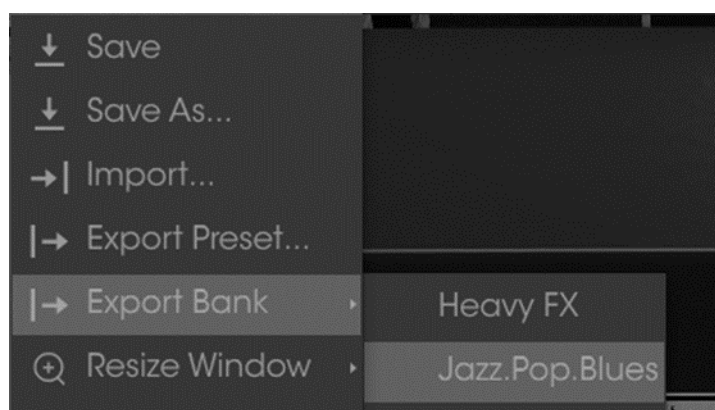 Save
Save As...
Import...
Export Preset...
Export Bank
Heavy FX
Resize Window
Jazz.Pop.Blues